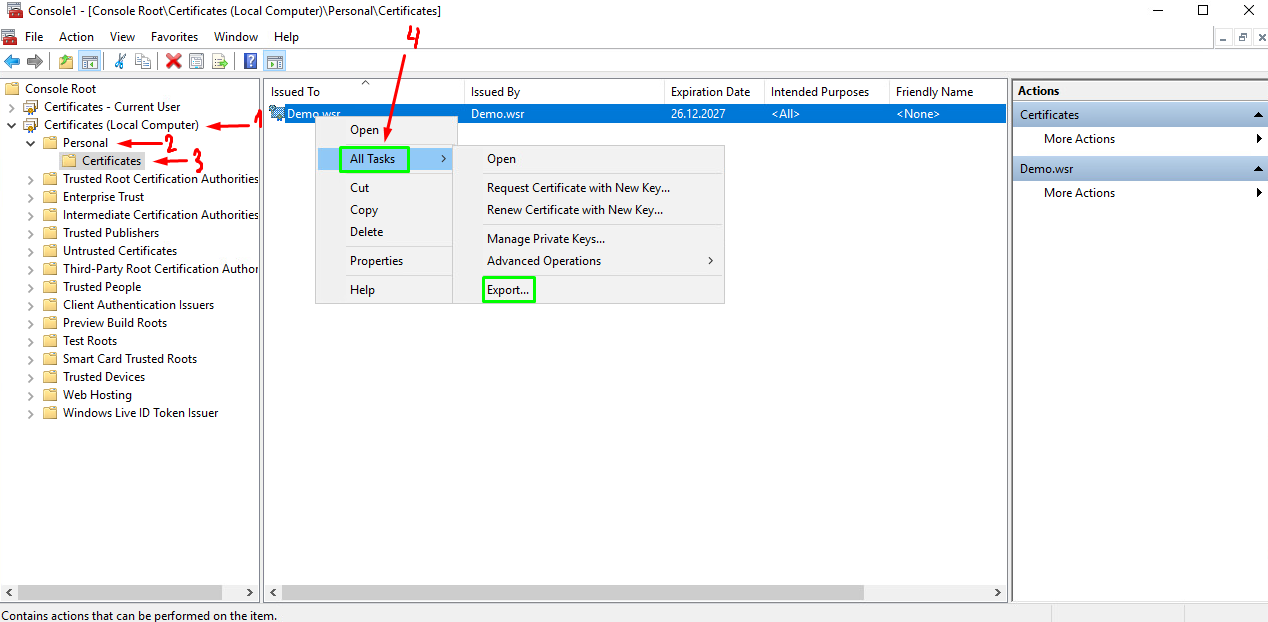 Console1 - [Console Root\Certificates (Local Computer)\Personal\Certificates]
File Action View Favorites Window Help
4
Console Root
Certificates - Current User
Certificates (Local Computer)
1
Personal
2
Certificates
3
Trusted Root Certification Authorities
Enterprise Trust
Intermediate Certification Authorities
Trusted Publishers
Untrusted Certificates
Third-Party Root Certification Author
Trusted People
Client Authentication Issuers
Preview Build Roots
Test Roots
Smart Card Trusted Roots
Trusted Devices
Web Hosting
Windows Live ID Token Issuer
Issued To Issued By Expiration Date Intended Purposes Friendly Name
Demo.wsr Demo.wsr 26.12.2027 <All> <None>
Open
All Tasks
Cut
Copy
Delete
Properties
Help
Open
Request Certificate with New Key...
Renew Certificate with New Key...
Manage Private Keys...
Advanced Operations
Export...
Actions
Certificates
More Actions
Demo.wsr
More Actions
Contains actions that can be performed on the item.